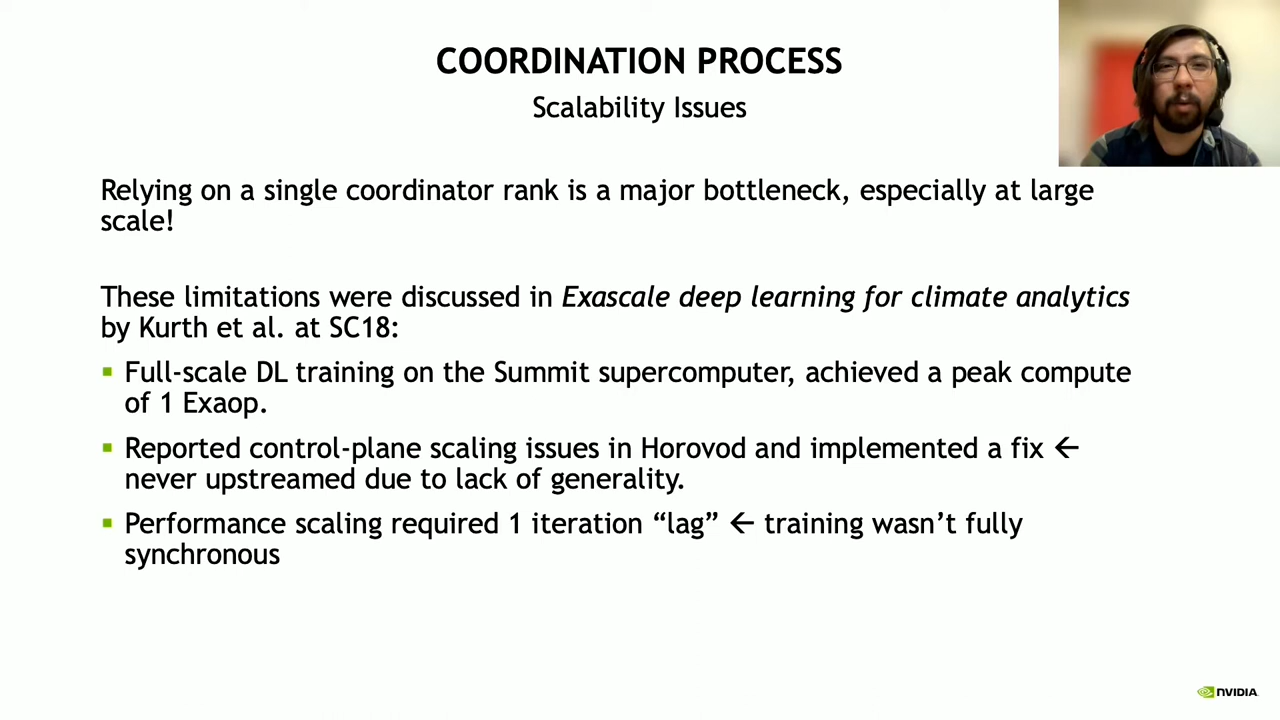 COORDINATION PROCESS
Scalability Issues
Relying on a single coordinator rank is a major bottleneck, especially at large
scale!
These limitations were discussed in Exascale deep learning for climate analytics
by Kurth et al. at SC18:
▪ Full-scale DL training on the Summit supercomputer, achieved a peak compute
of 1 Exaop.
▪ Reported control-plane scaling issues in Horovod and implemented a fix ←
never upstreamed due to lack of generality.
▪ Performance scaling required 1 iteration “lag” ← training wasn’t fully
synchronous
NVIDIA